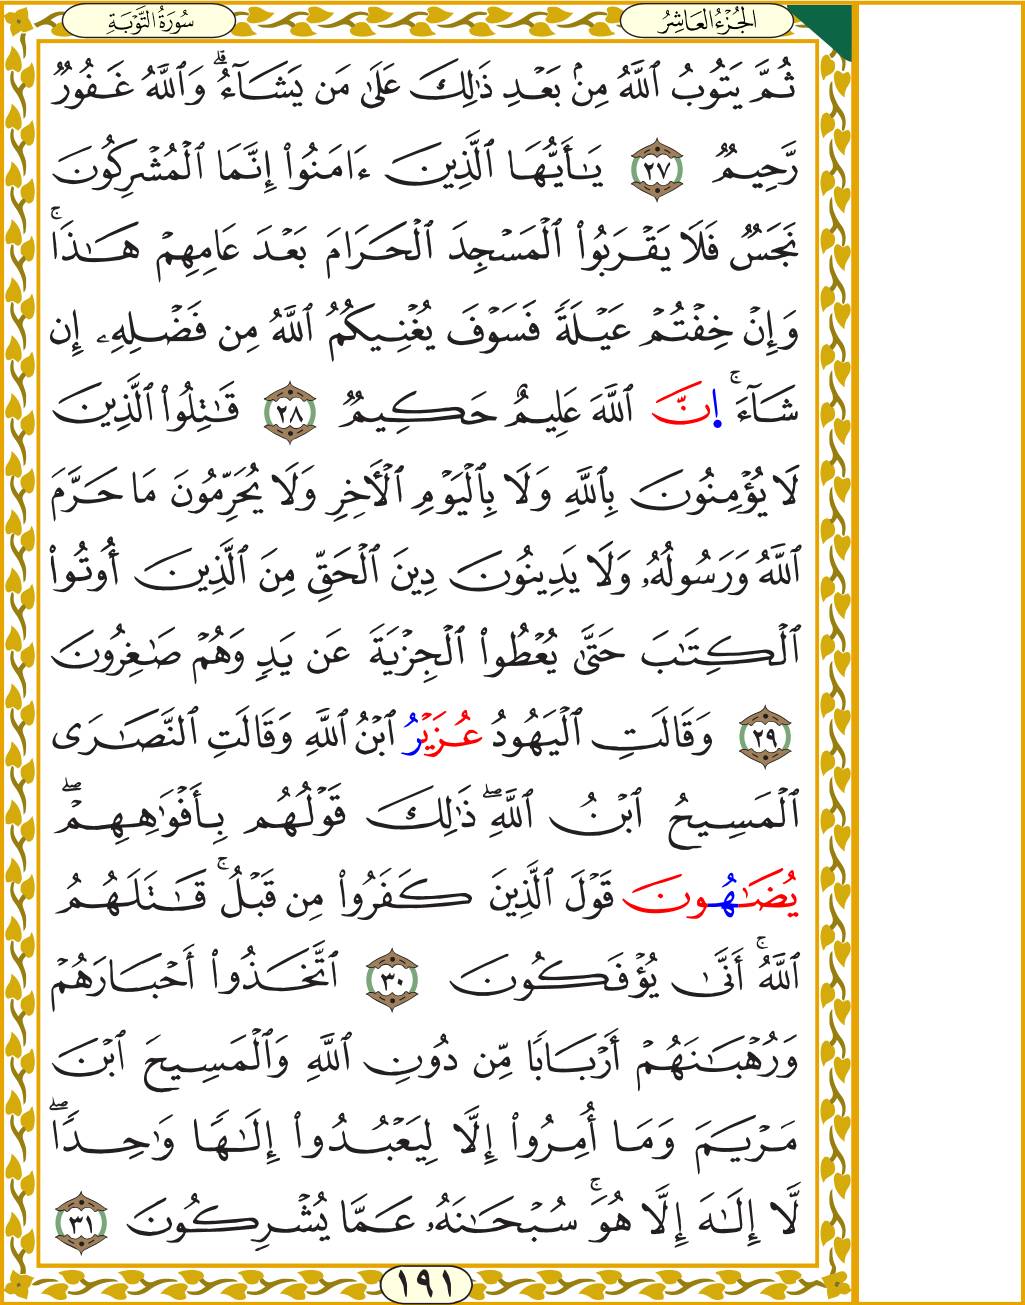 سُورَةُ التَّوْبَةِ
الجُزْءُ العَاشِرُ
ثُمَّ يَتُوبُ ٱللَّهُ مِنۢ بَعْدِ ذَٰلِكَ عَلَىٰ مَن يَشَآءُ ۗ وَٱللَّهُ غَفُورٌ
رَّحِيمٌ ٢٧ يَـٰٓأَيُّهَا ٱلَّذِينَ ءَامَنُوٓا۟ إِنَّمَا ٱلْمُشْرِكُونَ
نَجَسٌ فَلَا يَقْرَبُوا۟ ٱلْمَسْجِدَ ٱلْحَرَامَ بَعْدَ عَامِهِمْ هَـٰذَا ۚ
وَإِنْ خِفْتُمْ عَيْلَةً فَسَوْفَ يُغْنِيكُمُ ٱللَّهُ مِن فَضْلِهِۦ إِن
شَآءَ ۚ إِنَّ ٱللَّهَ عَلِيمٌ حَكِيمٌ ٢٨ قَـٰتِلُوا۟ ٱلَّذِينَ
لَا يُؤْمِنُونَ بِٱللَّهِ وَلَا بِٱلْيَوْمِ ٱلْأَخِرِ وَلَا يُحَرِّمُونَ مَا حَرَّمَ
ٱللَّهُ وَرَسُولُهُۥ وَلَا يَدِينُونَ دِينَ ٱلْحَقِّ مِنَ ٱلَّذِينَ أُوتُوا۟
ٱلْكِتَـٰبَ حَتَّىٰ يُعْطُوا۟ ٱلْجِزْيَةَ عَن يَدٍ وَهُمْ صَـٰغِرُونَ
٢٩ وَقَالَتِ ٱلْيَهُودُ عُزَيْرُ ٱبْنُ ٱللَّهِ وَقَالَتِ ٱلنَّصَـٰرَى
ٱلْمَسِيحُ ٱبْنُ ٱللَّهِ ۖ ذَٰلِكَ قَوْلُهُم بِأَفْوَٰهِهِمْ ۖ
يُضَـٰهُونَ قَوْلَ ٱلَّذِينَ كَفَرُوا۟ مِن قَبْلُ ۚ قَـٰتَلَهُمُ
ٱللَّهُ ۚ أَنَّىٰ يُؤْفَكُونَ ٣٠ ٱتَّخَذُوٓا۟ أَحْبَارَهُمْ
وَرُهْبَـٰنَهُمْ أَرْبَابًا مِّن دُونِ ٱللَّهِ وَٱلْمَسِيحَ ٱبْنَ
مَرْيَمَ وَمَآ أُمِرُوٓا۟ إِلَّا لِيَعْبُدُوٓا۟ إِلَـٰهًا وَٰحِدًا ۖ
لَّآ إِلَـٰهَ إِلَّا هُوَ ۚ سُبْحَـٰنَهُۥ عَمَّا يُشْرِكُونَ ٣١
١٩١